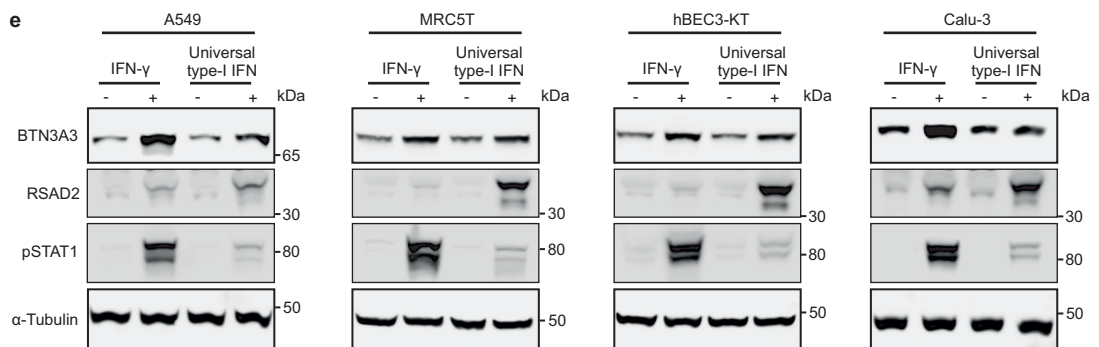 e
A549 MRC5T hBEC3-KT Calu-3
IFN-γ Universal type-I IFN IFN-γ Universal type-I IFN IFN-γ Universal type-I IFN IFN-γ Universal type-I IFN
- + - + kDa - + - + kDa - + - + kDa - + - + kDa
BTN3A3 65
RSAD2 30 30 30 30
pSTAT1 80 80 80 80
α-Tubulin 50 50 50 50